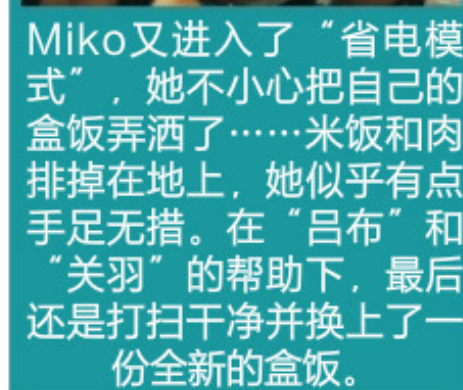 Miko又进入了“省电模
式”，她不小心把自己的
盒饭弄洒了……米饭和肉
排掉在地上，她似乎有点
手足无措。在“吕布”和
“关羽”的帮助下，最后
还是打扫干净并换上了一
份全新的盒饭。